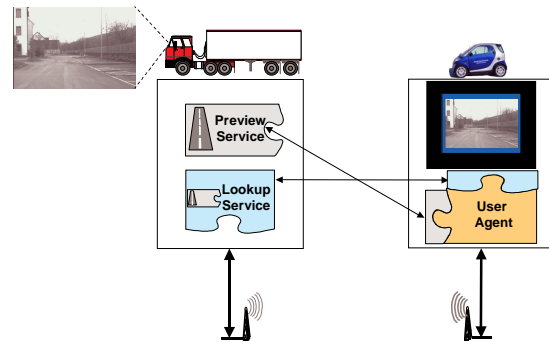 Preview
Service
Lookup
Service
User
Agent